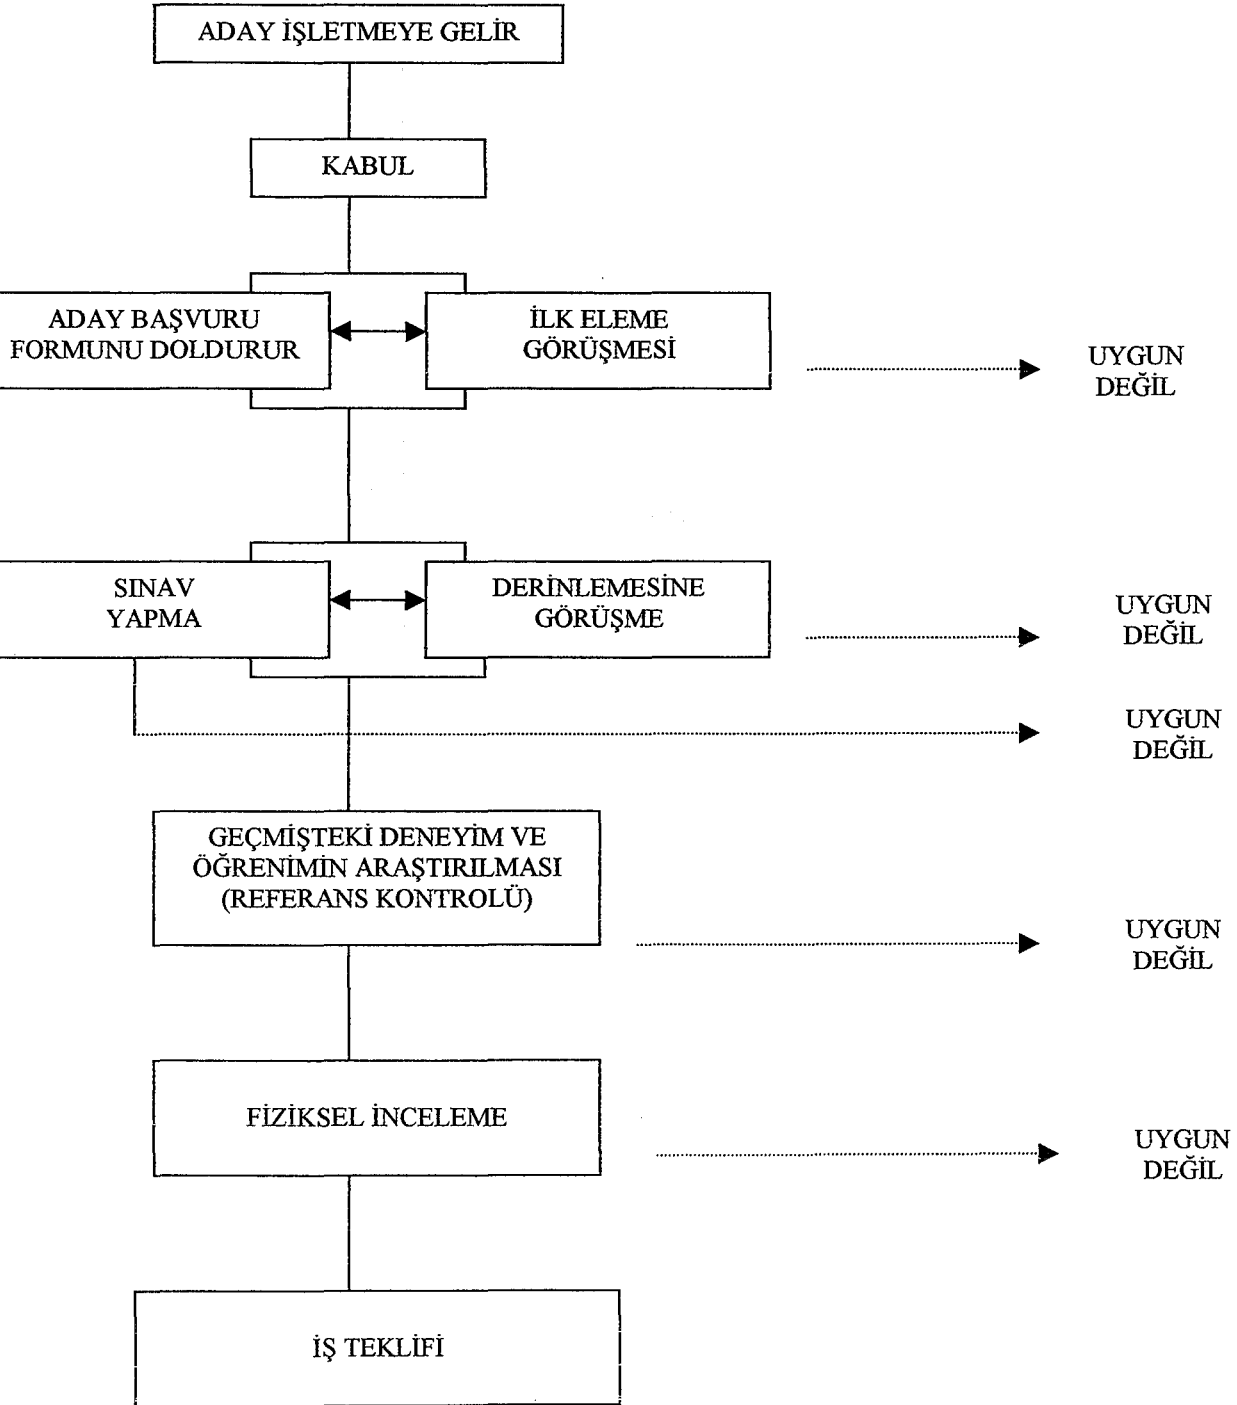 ADAY İŞLETMEYE GELİR
KABUL
ADAY BAŞVURU
FORMUNU DOLDURUR
İLK ELEME
GÖRÜŞMESİ
UYGUN
DEĞİL
SINAV
YAPMA
DERİNLEMESİNE
GÖRÜŞME
UYGUN
DEĞİL
UYGUN
DEĞİL
GEÇMİŞTEKİ DENEYİM VE
ÖĞRENİMİN ARAŞTIRILMASI
(REFERANS KONTROLÜ)
UYGUN
DEĞİL
FİZİKSEL İNCELEME
UYGUN
DEĞİL
İŞ TEKLİFİ